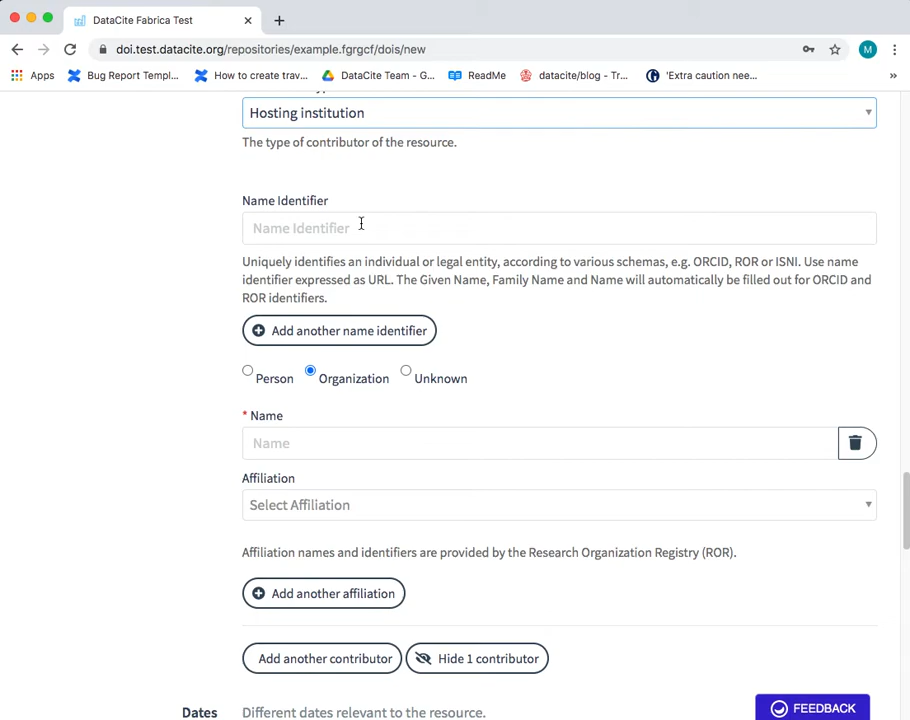 DataCite Fabrica Test
doi.test.datacite.org/repositories/example.fgrgcf/dois/new
M
Apps
Bug Report Templ...
How to create trav...
DataCite Team - G...
ReadMe
datacite/blog - Tr...
'Extra caution nee...
»
Hosting institution
The type of contributor of the resource.
Name Identifier
Name Identifier
Uniquely identifies an individual or legal entity, according to various schemas, e.g. ORCID, ROR or ISNI. Use name
identifier expressed as URL. The Given Name, Family Name and Name will automatically be filled out for ORCID and
ROR identifiers.
Add another name identifier
Person Organization Unknown
* Name
Name
Affiliation
Select Affiliation
Affiliation names and identifiers are provided by the Research Organization Registry (ROR).
Add another affiliation
Add another contributor Hide 1 contributor
Dates Different dates relevant to the resource.
FEEDBACK